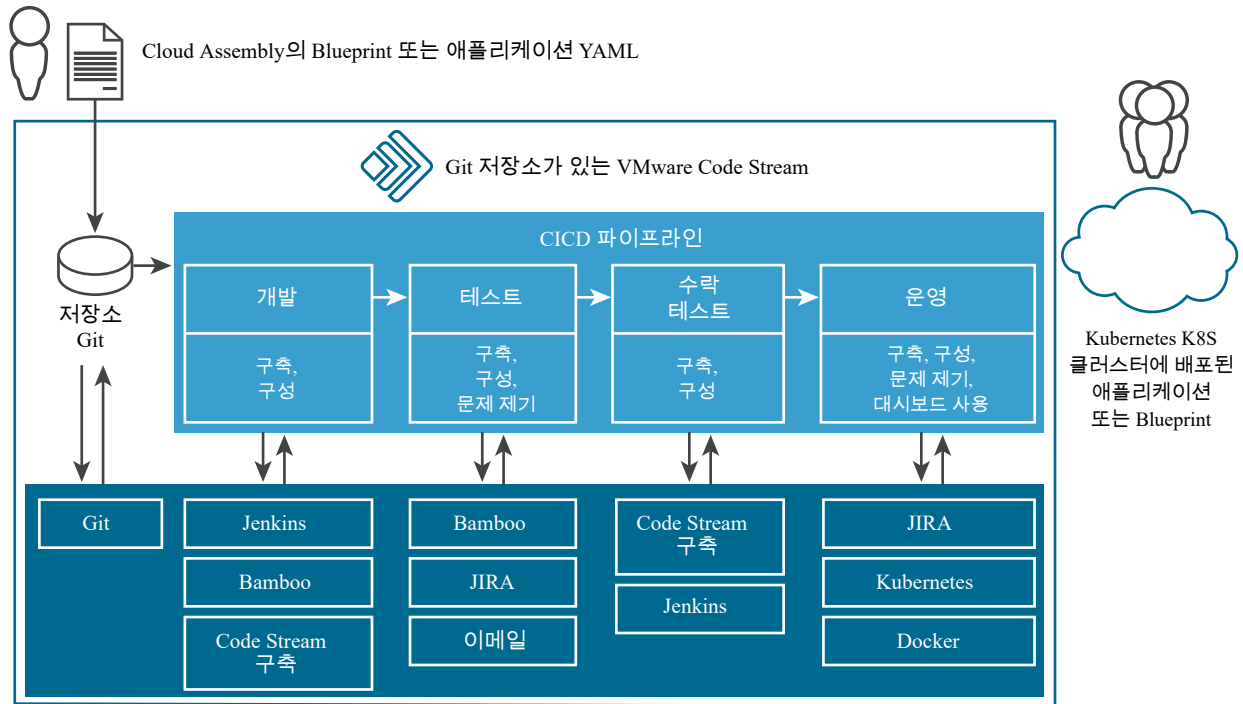 Cloud Assembly의 Blueprint 또는 애플리케이션 YAML
Git 저장소가 있는 VMware Code Stream
CICD 파이프라인
저장소
Git
개발
구축,
구성
테스트
구축,
구성,
문제 제기
수락
테스트
구축,
구성
운영
구축, 구성,
문제 제기,
대시보드 사용
Kubernetes K8S
클러스터에 배포된
애플리케이션
또는 Blueprint
Git
Jenkins
Bamboo
Code Stream
구축
Bamboo
JIRA
이메일
Code Stream
구축
Jenkins
JIRA
Kubernetes
Docker